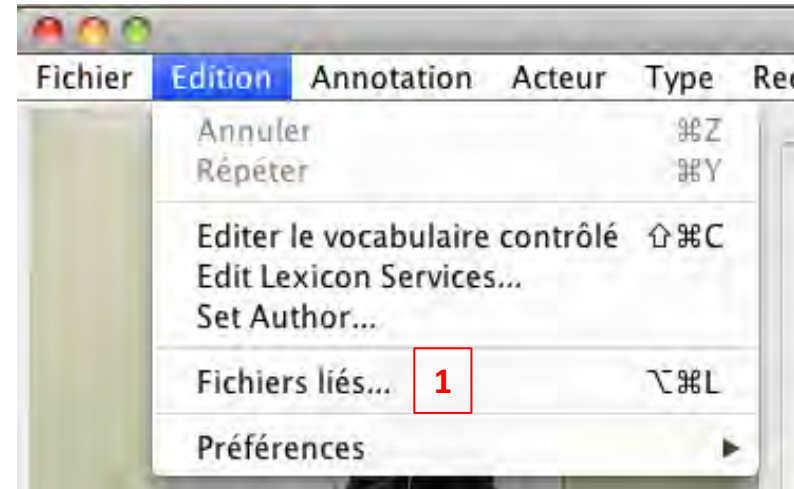 Fichier Edition Annotation Acteur Type
Annuler ⌘Z
Répéter ⌘Y
Editer le vocabulaire contrôlé ⇧⌘C
Edit Lexicon Services...
Set Author...
Fichiers liés... 1 ⌥⌘L
Préférences ▶